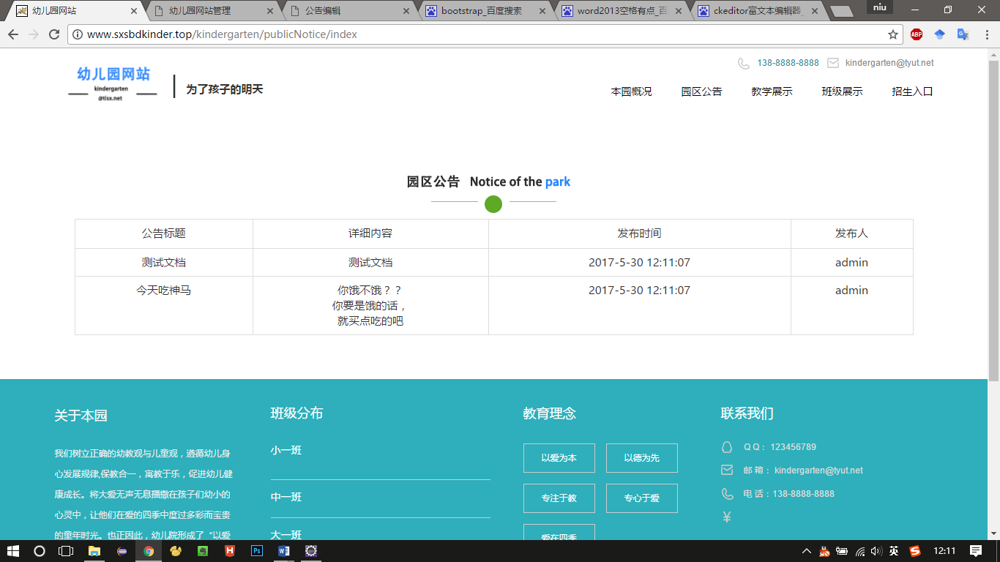 幼儿园网站
幼儿园网站管理
公告编辑
bootstrap_百度搜索
word2013空格有点_百
ckeditor富文本编辑器_
niu
www.sxsbdkinder.top/kindergarten/publicNotice/index
ABP
138-8888-8888 kindergarten@tyut.net
幼儿园网站
kindergarten
@tisx.net
为了孩子的明天
本园概况 园区公告 教学展示 班级展示 招生入口
园区公告 Notice of the park
公告标题 详细内容 发布时间 发布人
测试文档 测试文档 2017-5-30 12:11:07 admin
今天吃神马 你饿不饿？？ 2017-5-30 12:11:07 admin
你要是饿的话，
就买点吃的吧
关于本园
我们树立正确的幼教观与儿童观，遵循幼儿身
心发展规律,保教合一，寓教于乐，促进幼儿健
康成长。将大爱无声无息播撒在孩子们幼小的
心灵中，让他们在爱的四季中度过多彩而宝贵
的童年时光。也正因此，幼儿院形成了“以爱
班级分布
小一班
中一班
大一班
教育理念
以爱为本 以德为先
专注于教 专心于爱
爱在四季
联系我们
Q Q： 123456789
邮 箱： kindergarten@tyut.net
电 话：138-8888-8888
¥
英
12:11